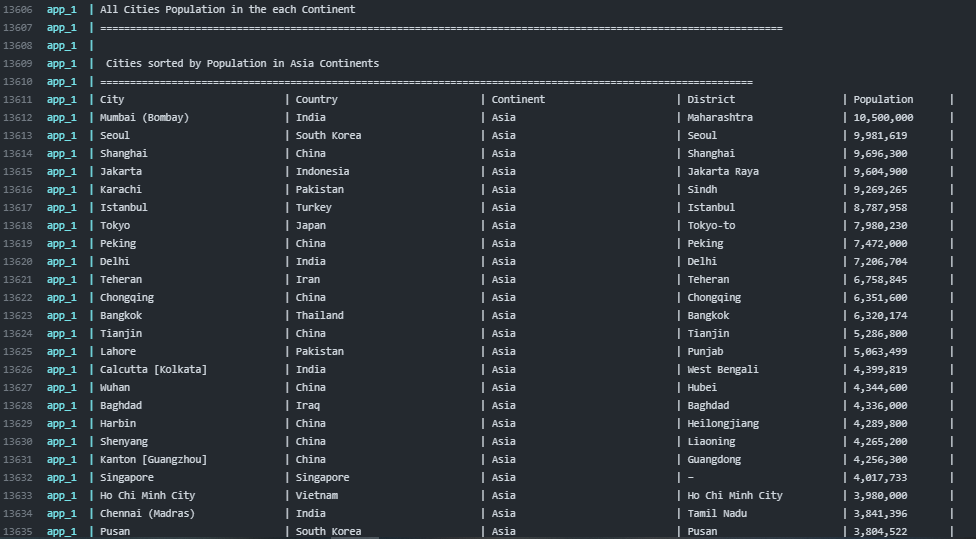 13606 app_1 | All Cities Population in the each Continent
13607 app_1 | ===================================================================================================================
13608 app_1 |
13609 app_1 |  Cities sorted by Population in Asia Continents
13610 app_1 | ==============================================================================================================
13611 app_1 | City | Country | Continent | District | Population |
13612 app_1 | Mumbai (Bombay) | India | Asia | Maharashtra | 10,500,000 |
13613 app_1 | Seoul | South Korea | Asia | Seoul | 9,981,619 |
13614 app_1 | Shanghai | China | Asia | Shanghai | 9,696,300 |
13615 app_1 | Jakarta | Indonesia | Asia | Jakarta Raya | 9,604,900 |
13616 app_1 | Karachi | Pakistan | Asia | Sindh | 9,269,265 |
13617 app_1 | Istanbul | Turkey | Asia | Istanbul | 8,787,958 |
13618 app_1 | Tokyo | Japan | Asia | Tokyo-to | 7,980,230 |
13619 app_1 | Peking | China | Asia | Peking | 7,472,000 |
13620 app_1 | Delhi | India | Asia | Delhi | 7,206,704 |
13621 app_1 | Teheran | Iran | Asia | Teheran | 6,758,845 |
13622 app_1 | Chongqing | China | Asia | Chongqing | 6,351,600 |
13623 app_1 | Bangkok | Thailand | Asia | Bangkok | 6,320,174 |
13624 app_1 | Tianjin | China | Asia | Tianjin | 5,286,800 |
13625 app_1 | Lahore | Pakistan | Asia | Punjab | 5,063,499 |
13626 app_1 | Calcutta [Kolkata] | India | Asia | West Bengali | 4,399,819 |
13627 app_1 | Wuhan | China | Asia | Hubei | 4,344,600 |
13628 app_1 | Baghdad | Iraq | Asia | Baghdad | 4,336,000 |
13629 app_1 | Harbin | China | Asia | Heilongjiang | 4,289,800 |
13630 app_1 | Shenyang | China | Asia | Liaoning | 4,265,200 |
13631 app_1 | Kanton [Guangzhou] | China | Asia | Guangdong | 4,256,300 |
13632 app_1 | Singapore | Singapore | Asia | – | 4,017,733 |
13633 app_1 | Ho Chi Minh City | Vietnam | Asia | Ho Chi Minh City | 3,980,000 |
13634 app_1 | Chennai (Madras) | India | Asia | Tamil Nadu | 3,841,396 |
13635 app_1 | Pusan | South Korea | Asia | Pusan | 3,804,522 |